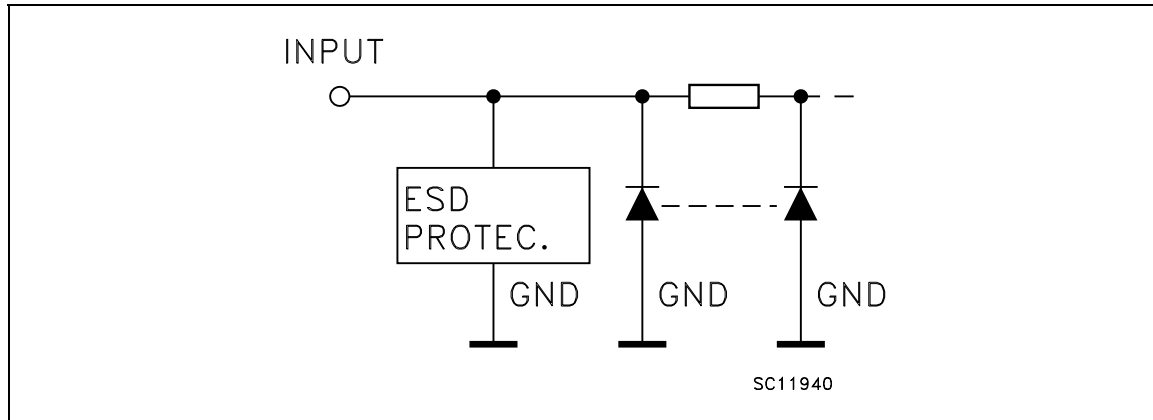 INPUT
ESD
PROTEC.
GND
GND
GND
SC11940